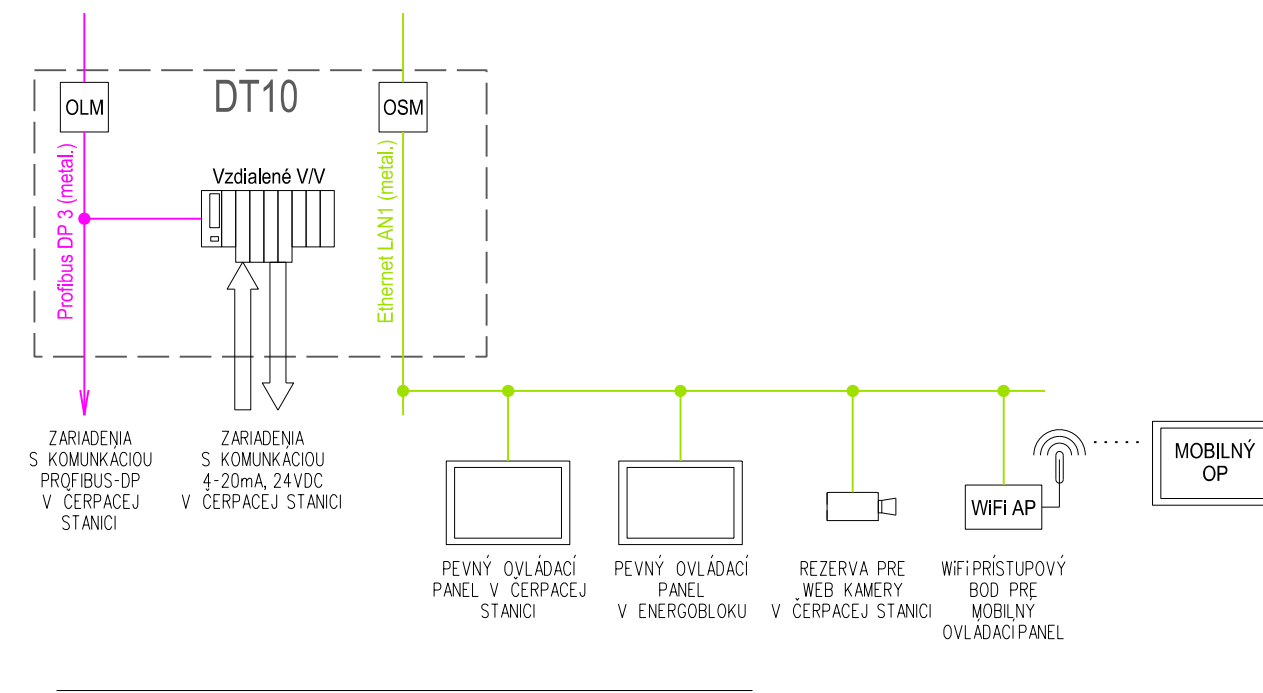 DT10
OLM
OSM
Profibus DP 3 (metal.)
Vzdialené V/V
Ethernet LAN1 (metal.)
ZARIADENIA
S KOMUNKÁCIOU
PROFIBUS-DP
V ČERPACEJ
STANICI
ZARIADENIA
S KOMUNKÁCIOU
4-20mA, 24VDC
V ČERPACEJ STANICI
MOBILNÝ
OP
WiFi AP
PEVNÝ OVLÁDACÍ
PANEL V ČERPACEJ
STANICI
PEVNÝ OVLÁDACÍ
PANEL
V ENERGOBLOKU
REZERVA PRE
WEB KAMERY
V ČERPACEJ STANICI
WiFi PRÍSTUPOVÝ
BOD PRE
MOBILNÝ
OVLÁDACÍ PANEL